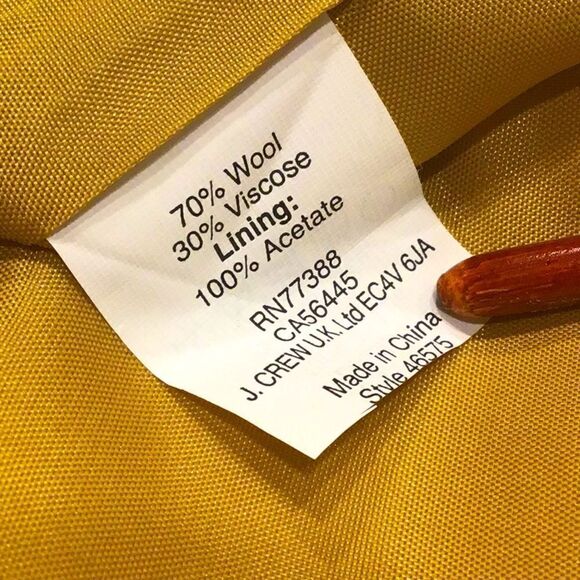 70% Wool
30% Viscose
Lining:
100% Acetate
RN77388
CA56445
J. CREW U.K. Ltd EC4V 6JA
Made in China
Style 46575